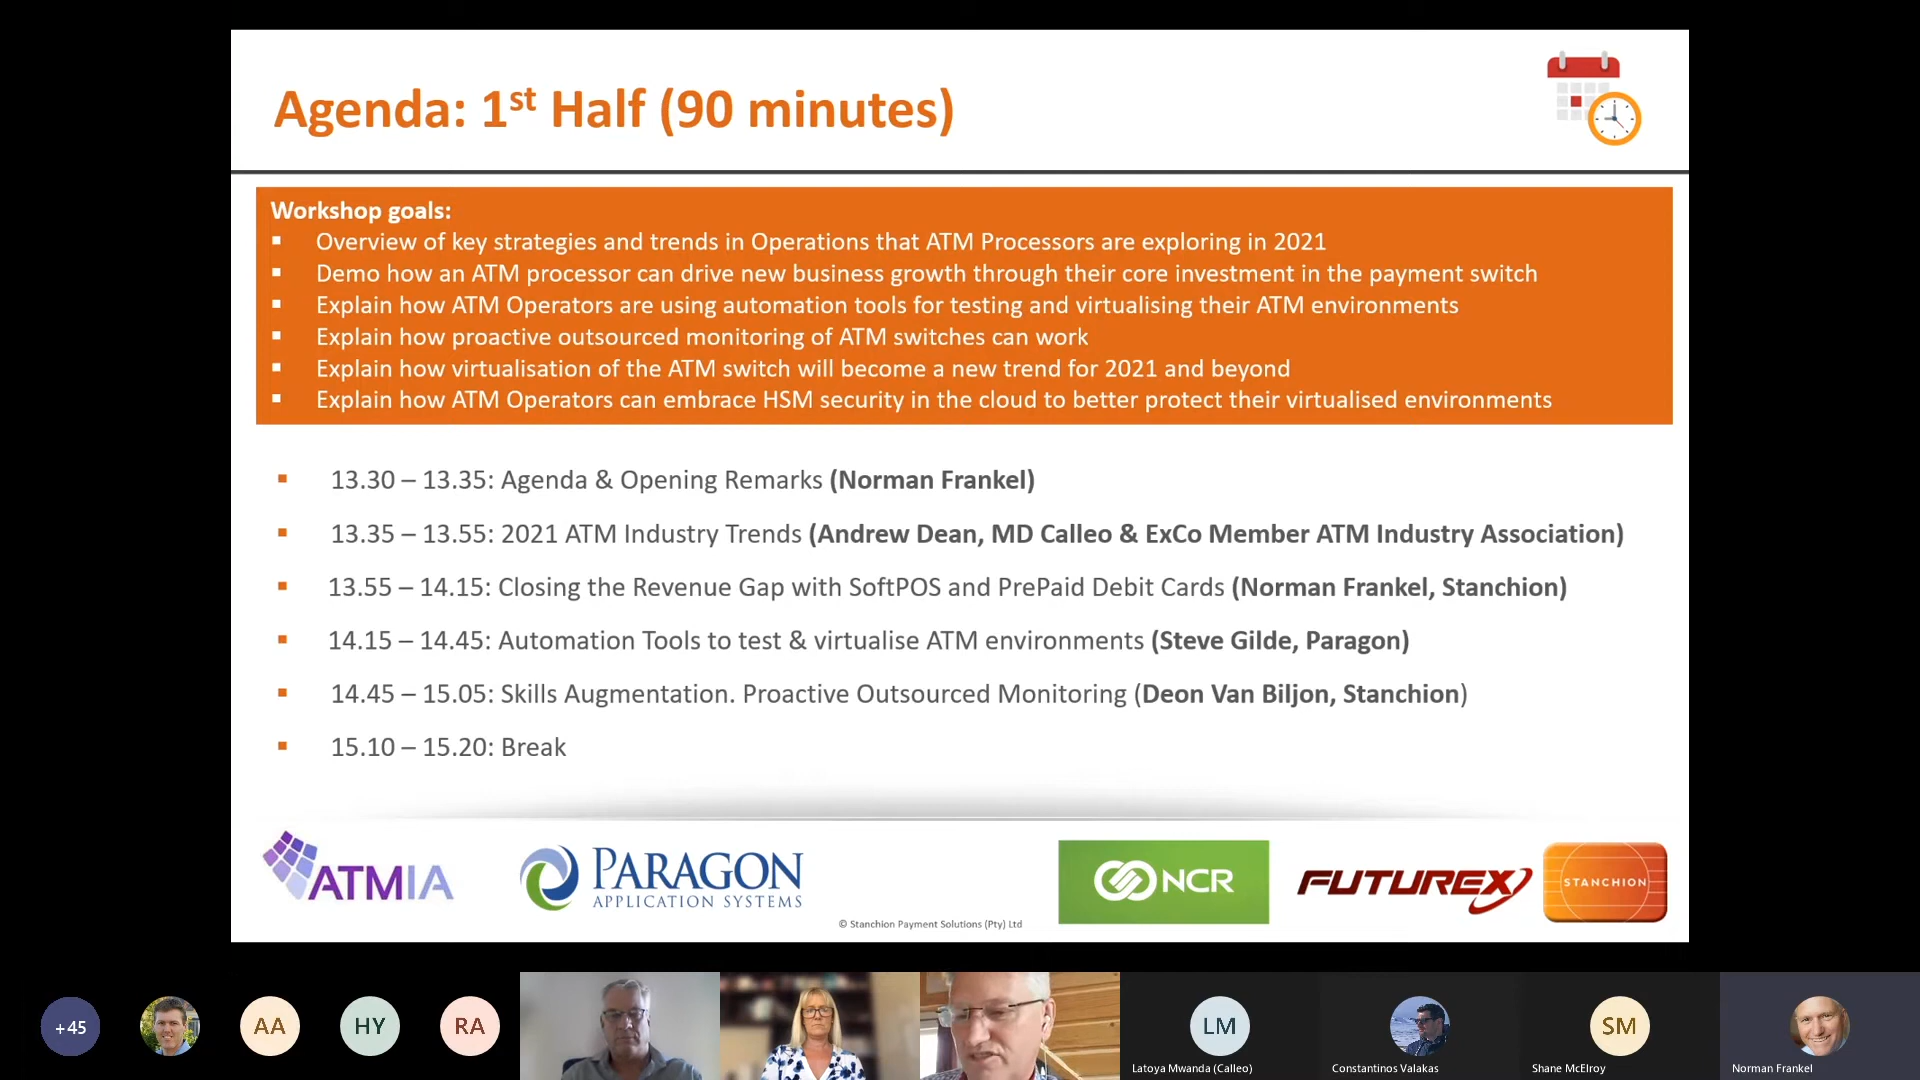 Agenda: 1st Half (90 minutes)
Workshop goals:
▪ Overview of key strategies and trends in Operations that ATM Processors are exploring in 2021
▪ Demo how an ATM processor can drive new business growth through their core investment in the payment switch
▪ Explain how ATM Operators are using automation tools for testing and virtualising their ATM environments
▪ Explain how proactive outsourced monitoring of ATM switches can work
▪ Explain how virtualisation of the ATM switch will become a new trend for 2021 and beyond
▪ Explain how ATM Operators can embrace HSM security in the cloud to better protect their virtualised environments
▪ 13.30 – 13.35: Agenda & Opening Remarks (Norman Frankel)
▪ 13.35 – 13.55: 2021 ATM Industry Trends (Andrew Dean, MD Calleo & ExCo Member ATM Industry Association)
▪ 13.55 – 14.15: Closing the Revenue Gap with SoftPOS and PrePaid Debit Cards (Norman Frankel, Stanchion)
▪ 14.15 – 14.45: Automation Tools to test & virtualise ATM environments (Steve Gilde, Paragon)
▪ 14.45 – 15.05: Skills Augmentation. Proactive Outsourced Monitoring (Deon Van Biljon, Stanchion)
▪ 15.10 – 15.20: Break
ATMIA
PARAGON
APPLICATION SYSTEMS
© Stanchion Payment Solutions (Pty) Ltd
NCR
FUTUREX
STANCHION
+45
AA
HY
RA
LM
Latoya Mwanda (Calleo)
Constantinos Valakas
SM
Shane McElroy
Norman Frankel